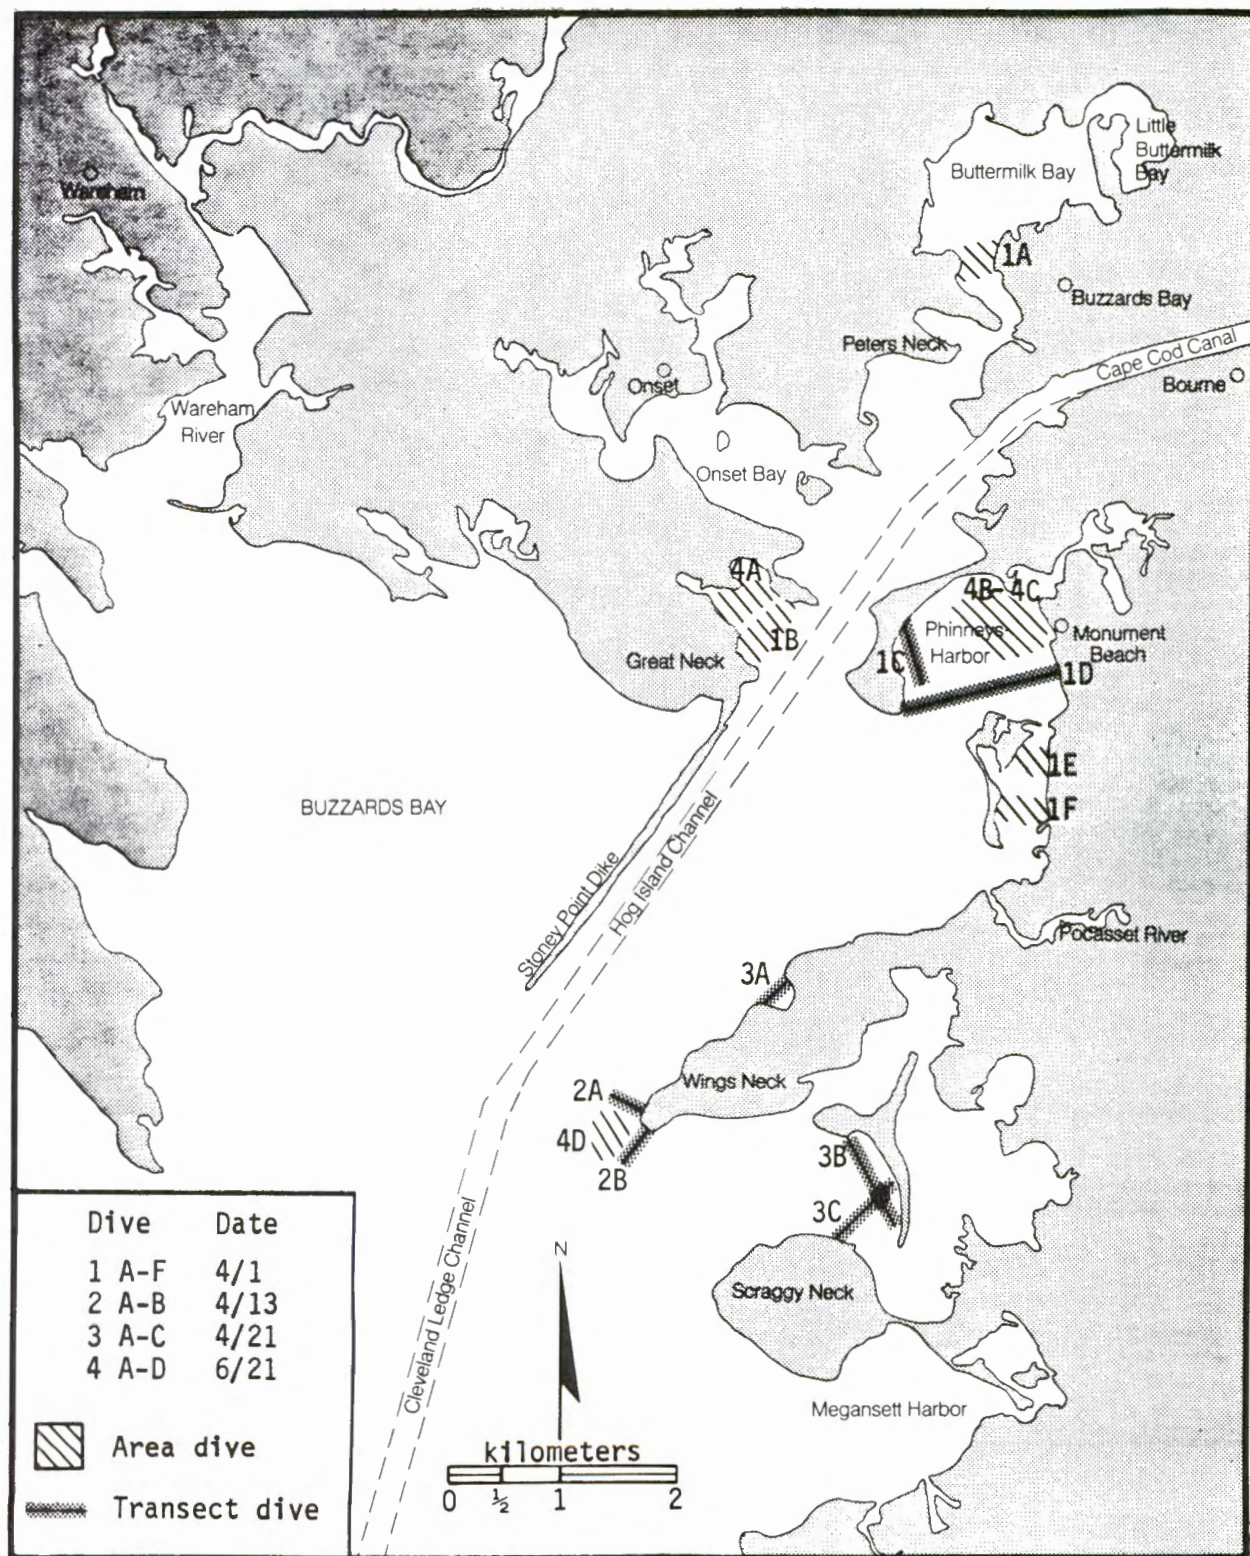 Little
Buttermilk
Bay
Buttermilk Bay
Wareham
1A
Buzzards Bay
Peters Neck
Cape Cod Canal
Bourne
Onset
Wareham
River
Onset Bay
4A
4B-4C
1B
Phinneys
Harbor
Monument
Beach
Great Neck
1C
1D
1E
1F
BUZZARDS BAY
Hog Island Channel
Stoney Point Dike
Pocasset River
3A
Wings Neck
2A
4D
2B
3B
3C
Cleveland Ledge Channel
N
Scraggy Neck
Megansett Harbor
Dive Date
1 A-F 4/1
2 A-B 4/13
3 A-C 4/21
4 A-D 6/21
Area dive
Transect dive
kilometers
0 ½ 1 2